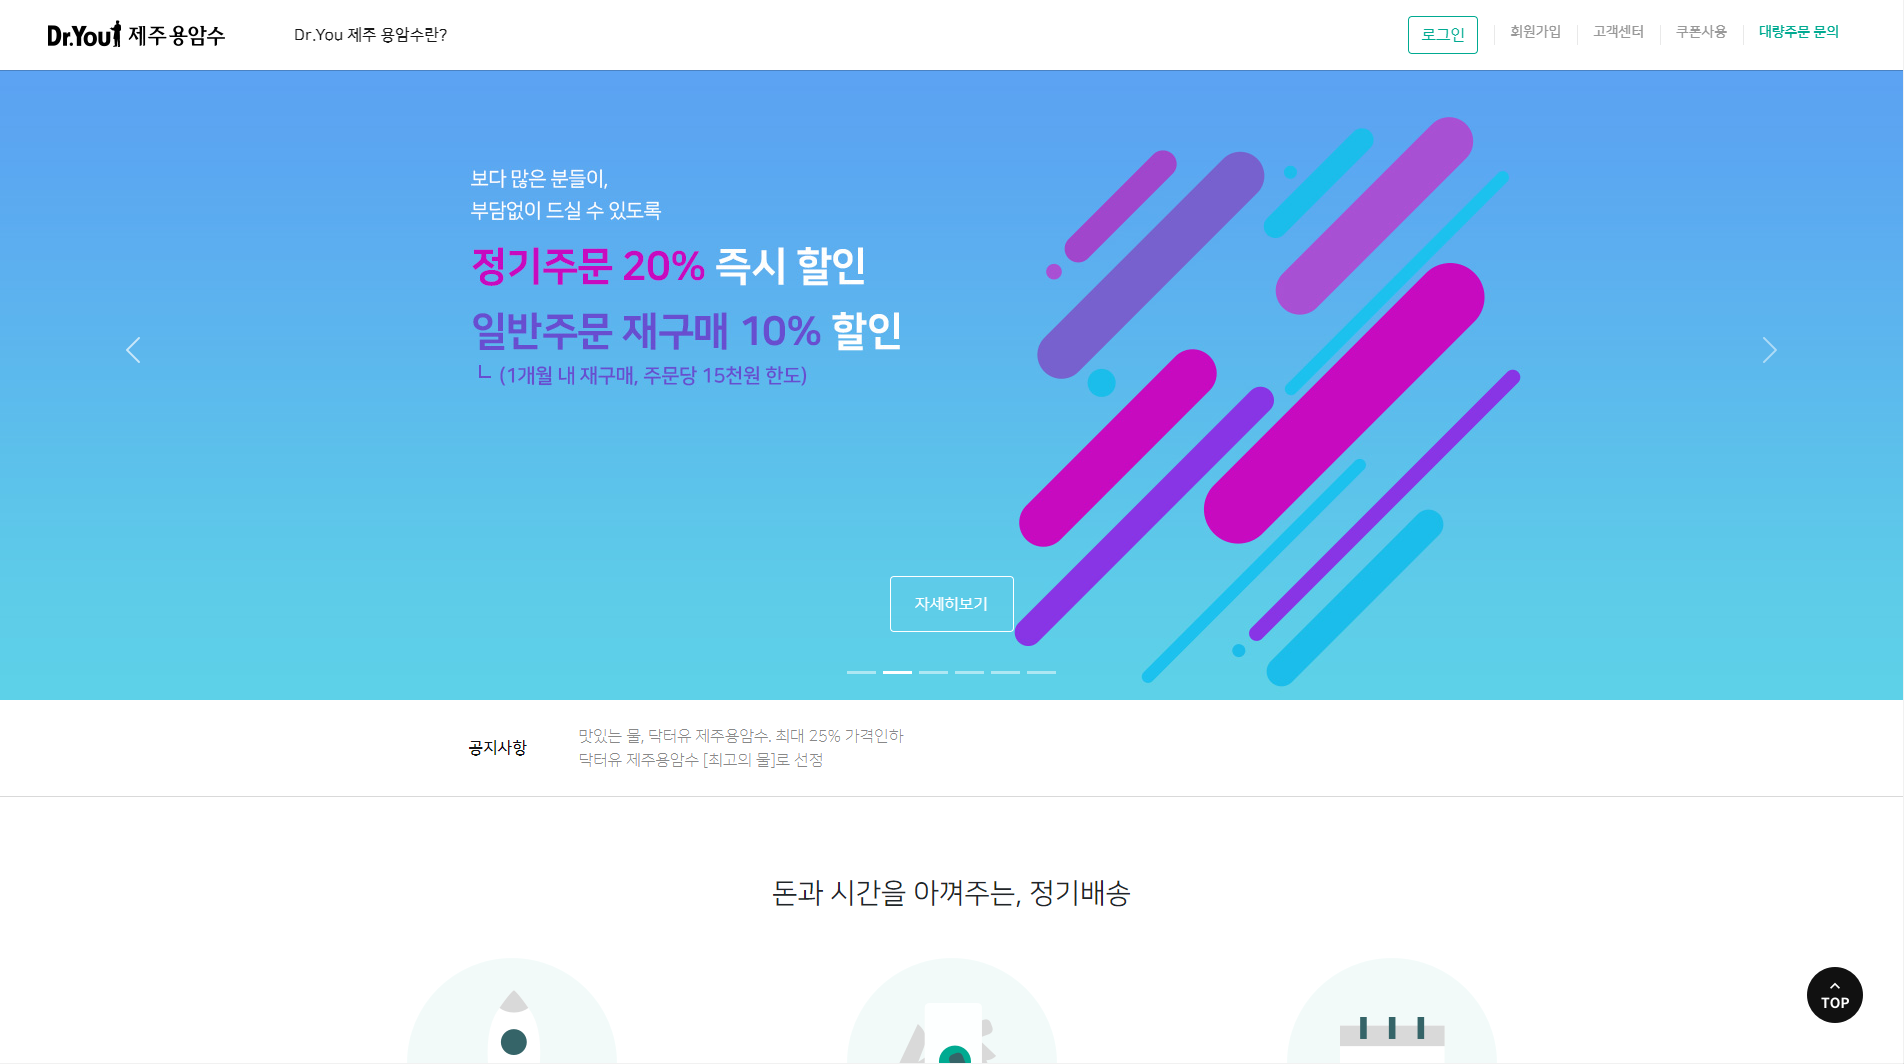 Dr.You 제주 용암수
Dr.You 제주 용암수란?
로그인
회원가입
고객센터
쿠폰사용
대량주문 문의
보다 많은 분들이,
부담없이 드실 수 있도록
정기주문 20% 즉시 할인
일반주문 재구매 10% 할인
ㄴ (1개월 내 재구매, 주문당 15천원 한도)
자세히보기
공지사항
맛있는 물, 닥터유 제주용암수. 최대 25% 가격인하
닥터유 제주용암수 [최고의 물]로 선정
돈과 시간을 아껴주는, 정기배송
TOP